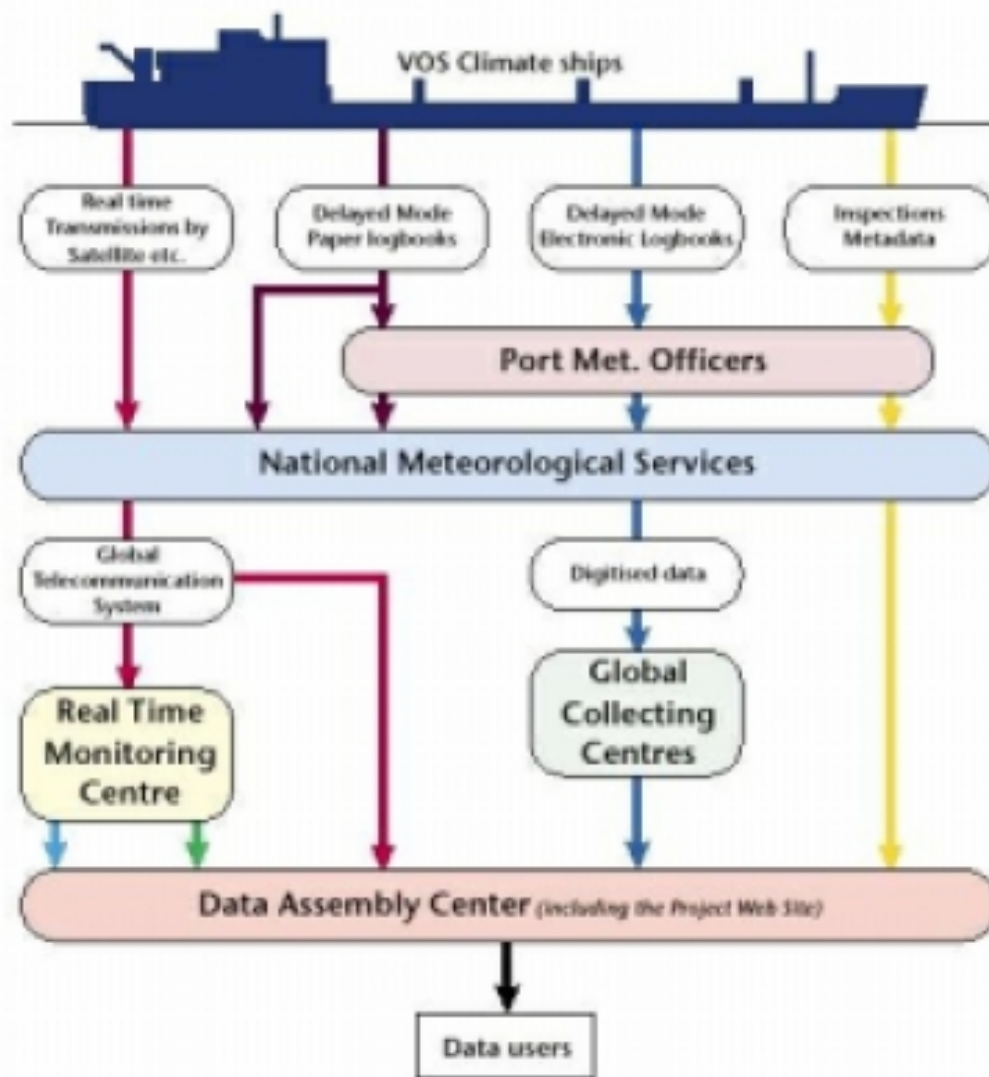 VOS Climate ships
Real time
Transmissions by
Satellite etc.
Delayed Mode
Paper logbooks
Delayed Mode
Electronic Logbooks
Inspections
Metadata
Port Met. Officers
National Meteorological Services
Global
Telecommunication
System
Digitised data
Real Time
Monitoring
Centre
Global
Collecting
Centres
Data Assembly Center (including the Project Web Site)
Data users